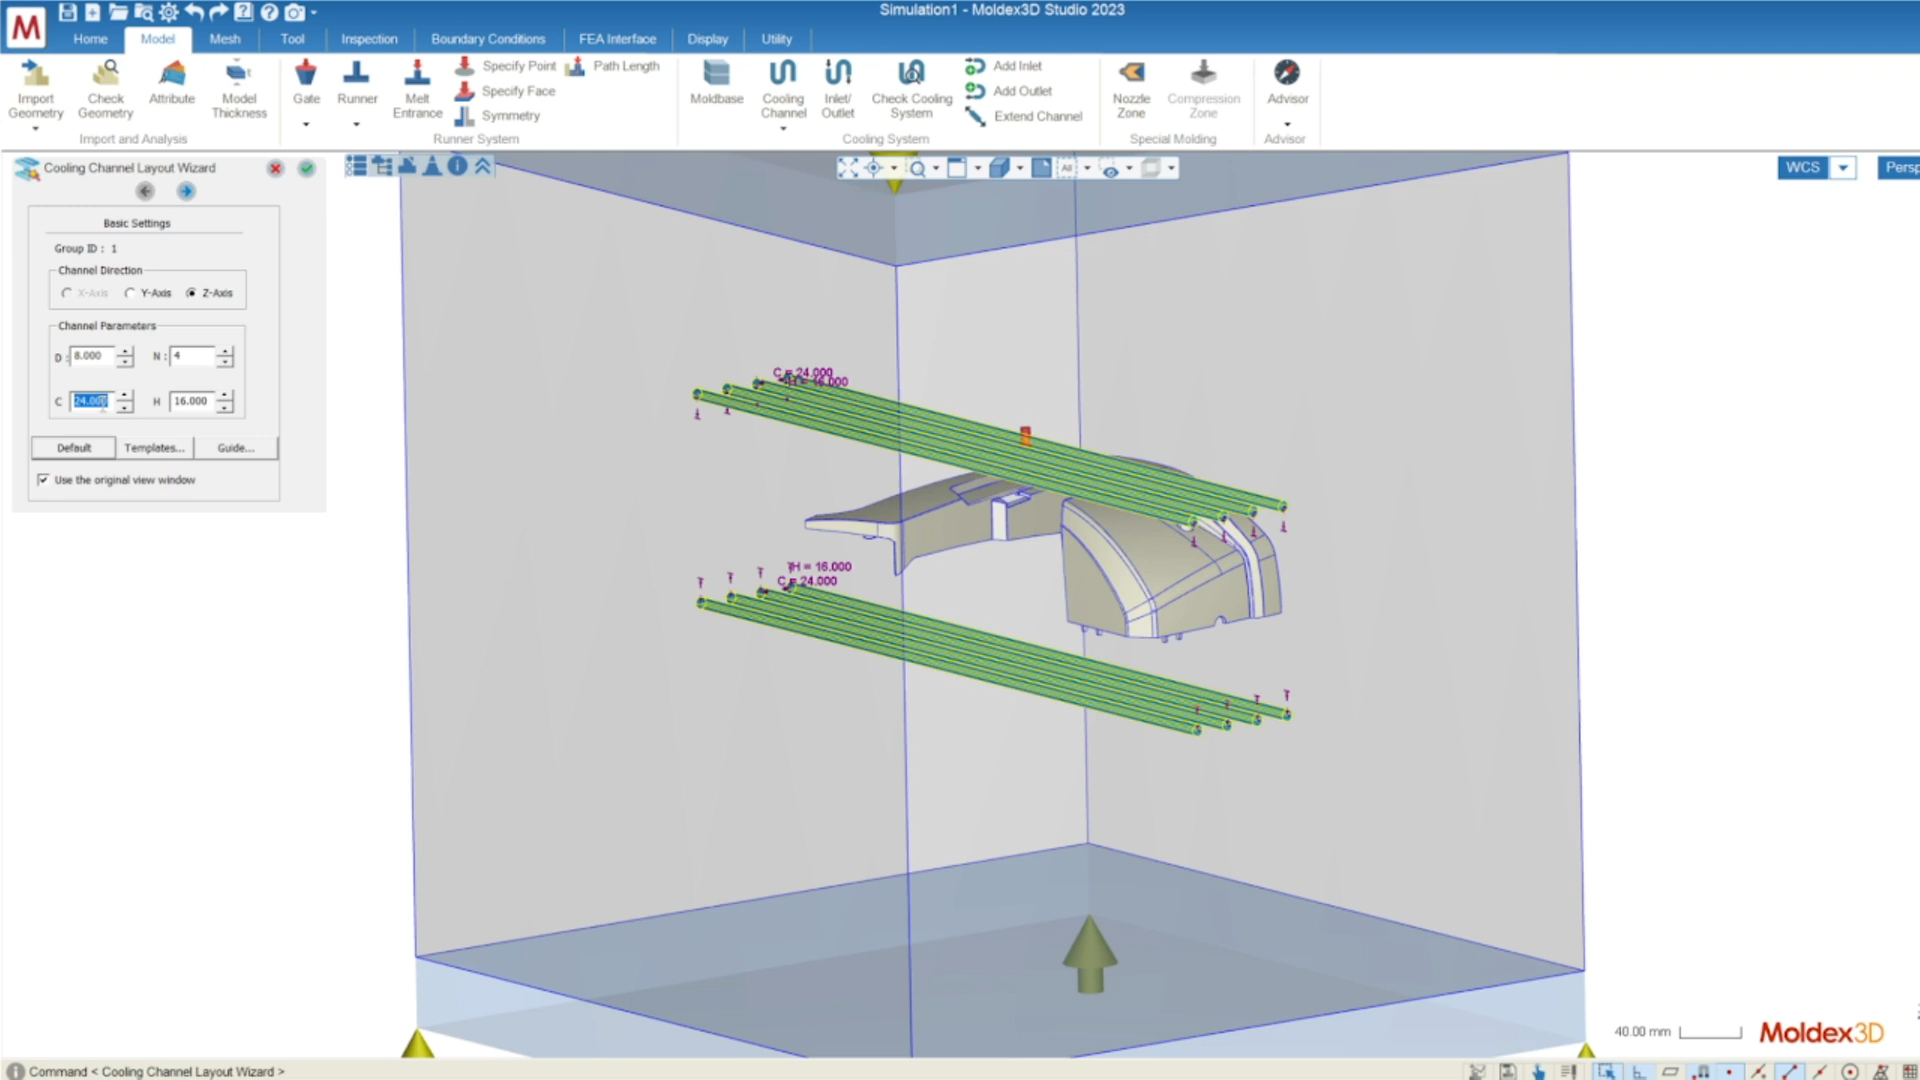 Simulation1 - Moldex3D Studio 2023
M
Home Model Mesh Tool Inspection Boundary Conditions FEA Interface Display Utility
Import Geometry
Check Geometry
Attribute
Model Thickness
Import and Analysis
Gate
Runner
Melt Entrance
Specify Point
Specify Face
Symmetry
Path Length
Runner System
Moldbase
Cooling Channel
Inlet/ Outlet
Check Cooling System
Add Inlet
Add Outlet
Extend Channel
Cooling System
Nozzle Zone
Compression Zone
Special Molding
Advisor
Advisor
Cooling Channel Layout Wizard
Basic Settings
Group ID : 1
Channel Direction
X-Axis Y-Axis Z-Axis
Channel Parameters
D : 8.000 N : 4
C 24.000 H 16.000
Default Templates... Guide...
Use the original view window
All
WCS
Persp
C = 24.000
H = 16.000
H = 16.000
C = 24.000
40.00 mm
Moldex3D
Command < Cooling Channel Layout Wizard >